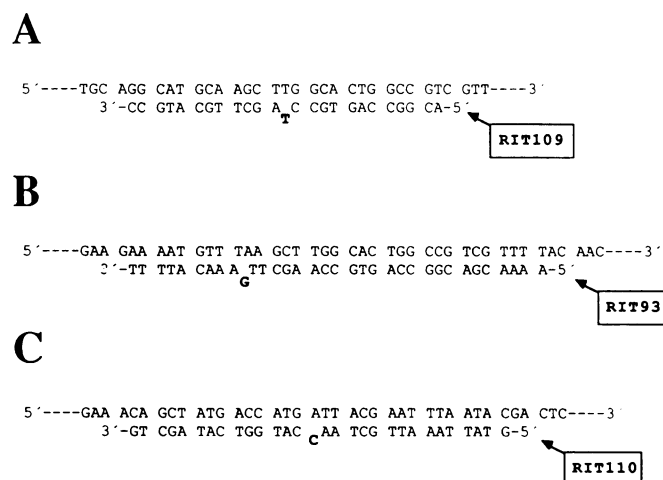 A
5´----TGC AGG CAT GCA AGC TTG GCA CTG GCC GTC GTT----3´
3´-CC GTA CGT TCG A C CGT GAC CGG CA-5´
T
RIT109
B
5´----GAA GAA AAT GTT TAA GCT TGG CAC TGG CCG TCG TTT TAC AAC----3´
3´-TT TTA CAA A TT CGA ACC GTG ACC GGC AGC AAA A-5´
G
RIT93
C
5´----GAA ACA GCT ATG ACC ATG ATT ACG AAT TTA ATA CGA CTC----3´
3´-GT CGA TAC TGG TAC AA TCG TTA AAT TAT G-5´
C
RIT110